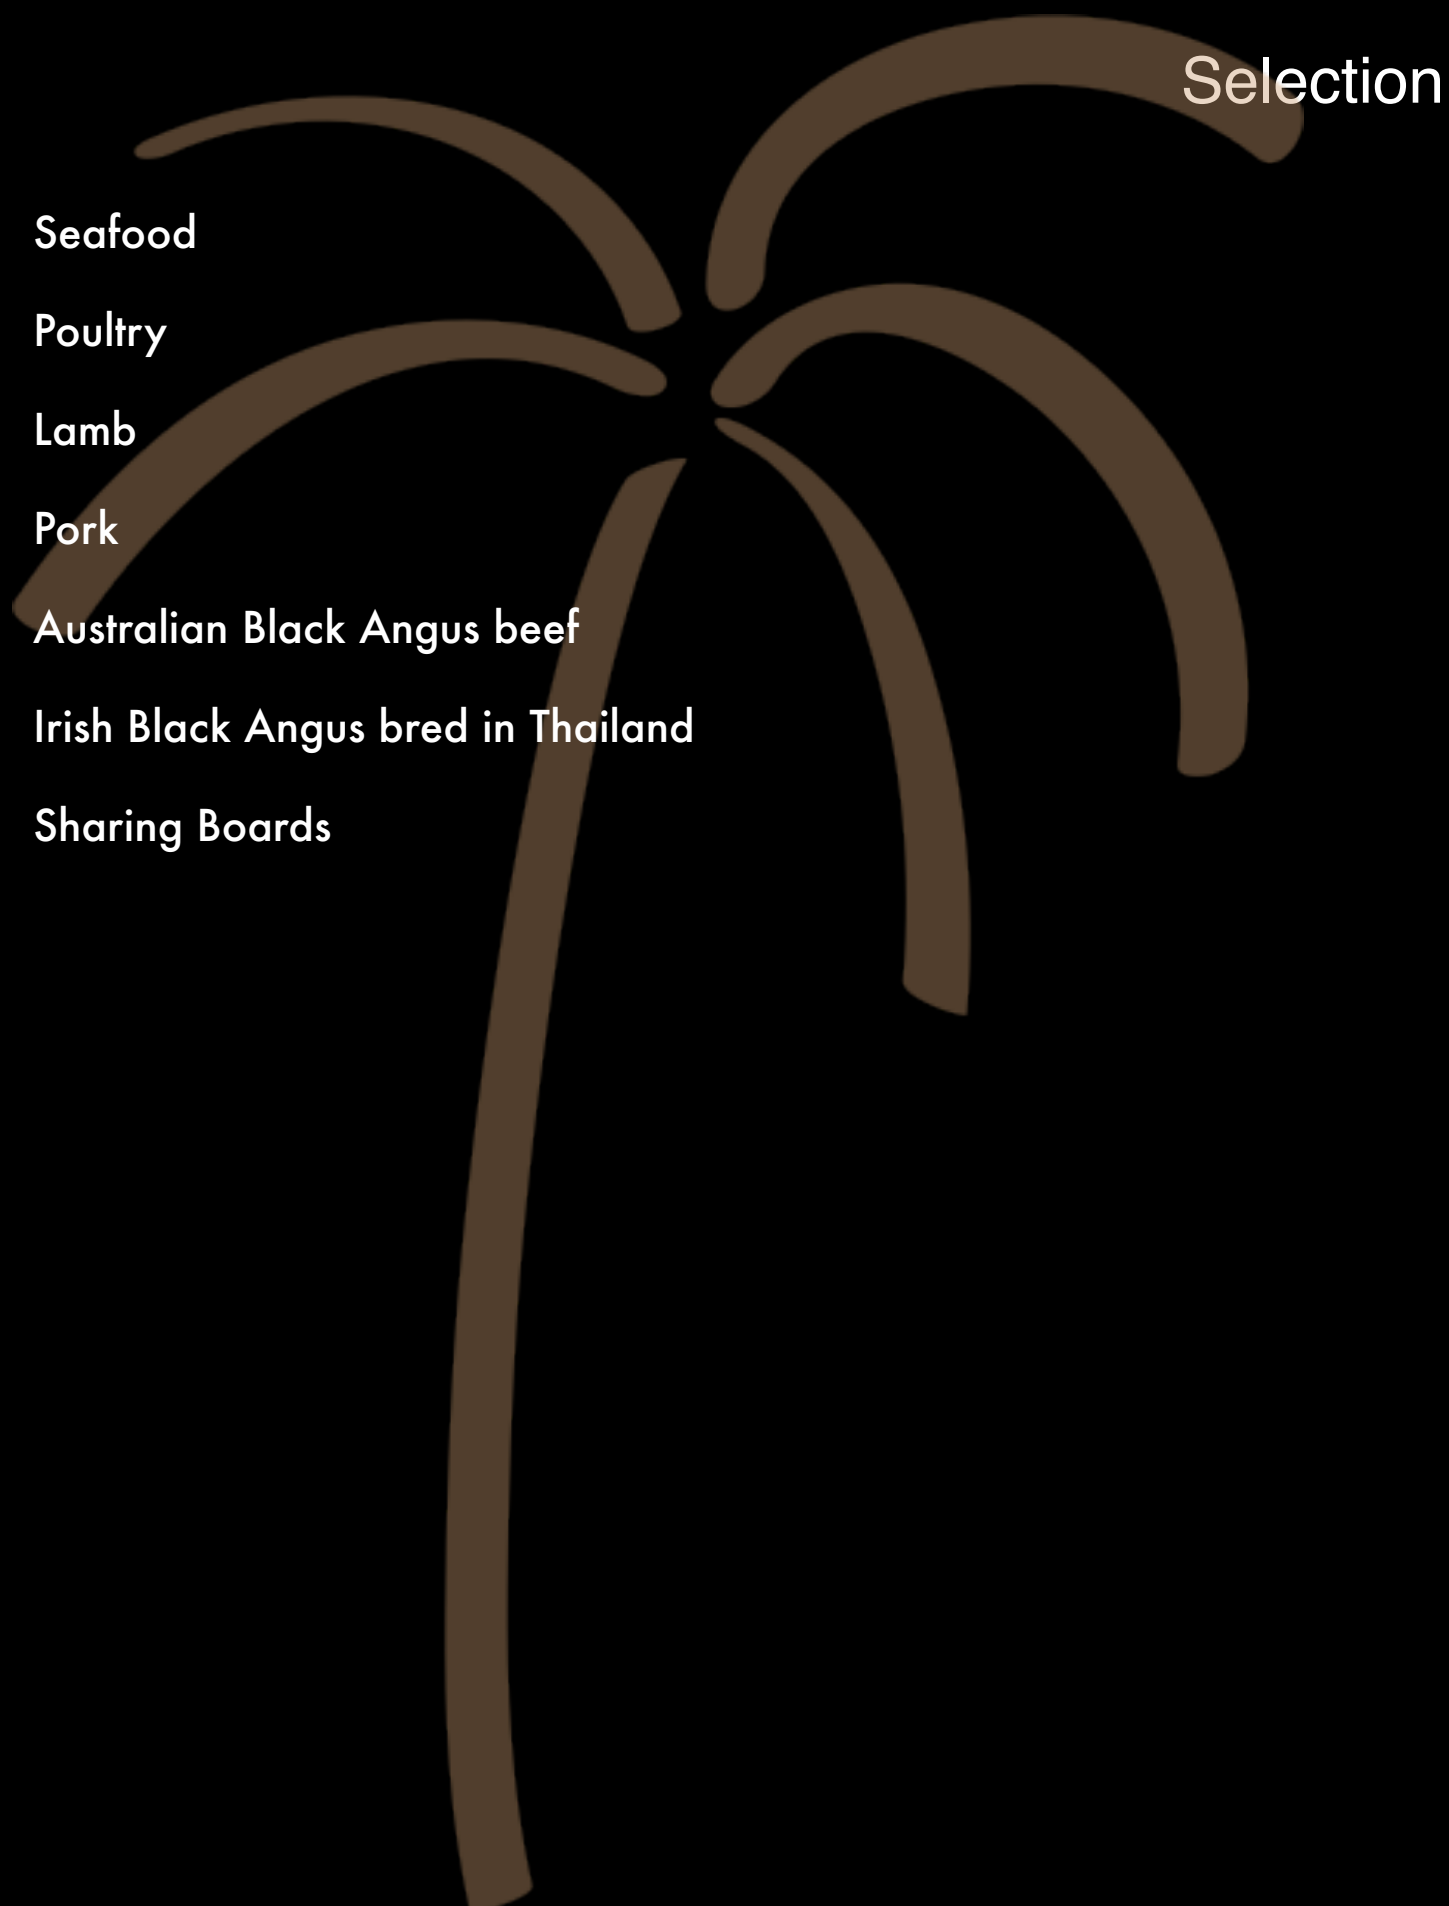 Selection
Seafood
Poultry
Lamb
Pork
Australian Black Angus beef
Irish Black Angus bred in Thailand
Sharing Boards